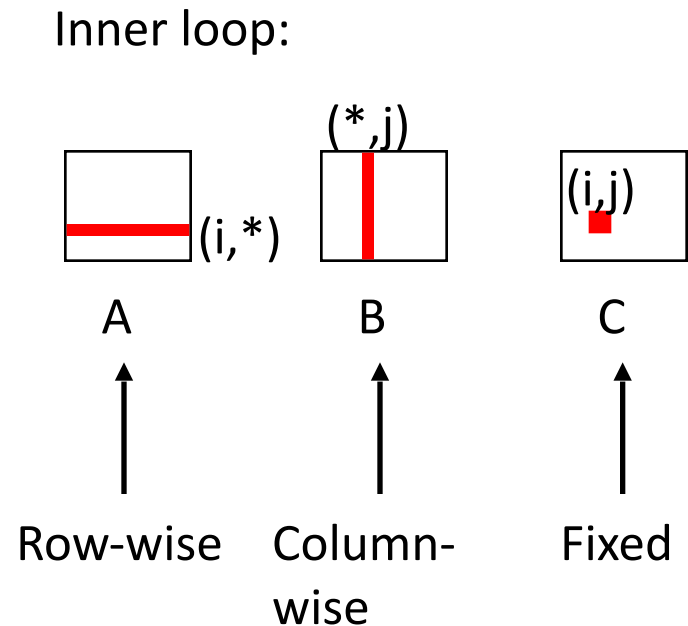 Inner loop:
(*,j)
(i,j)
(i,*)
A B C
Row-wise Column-
wise Fixed